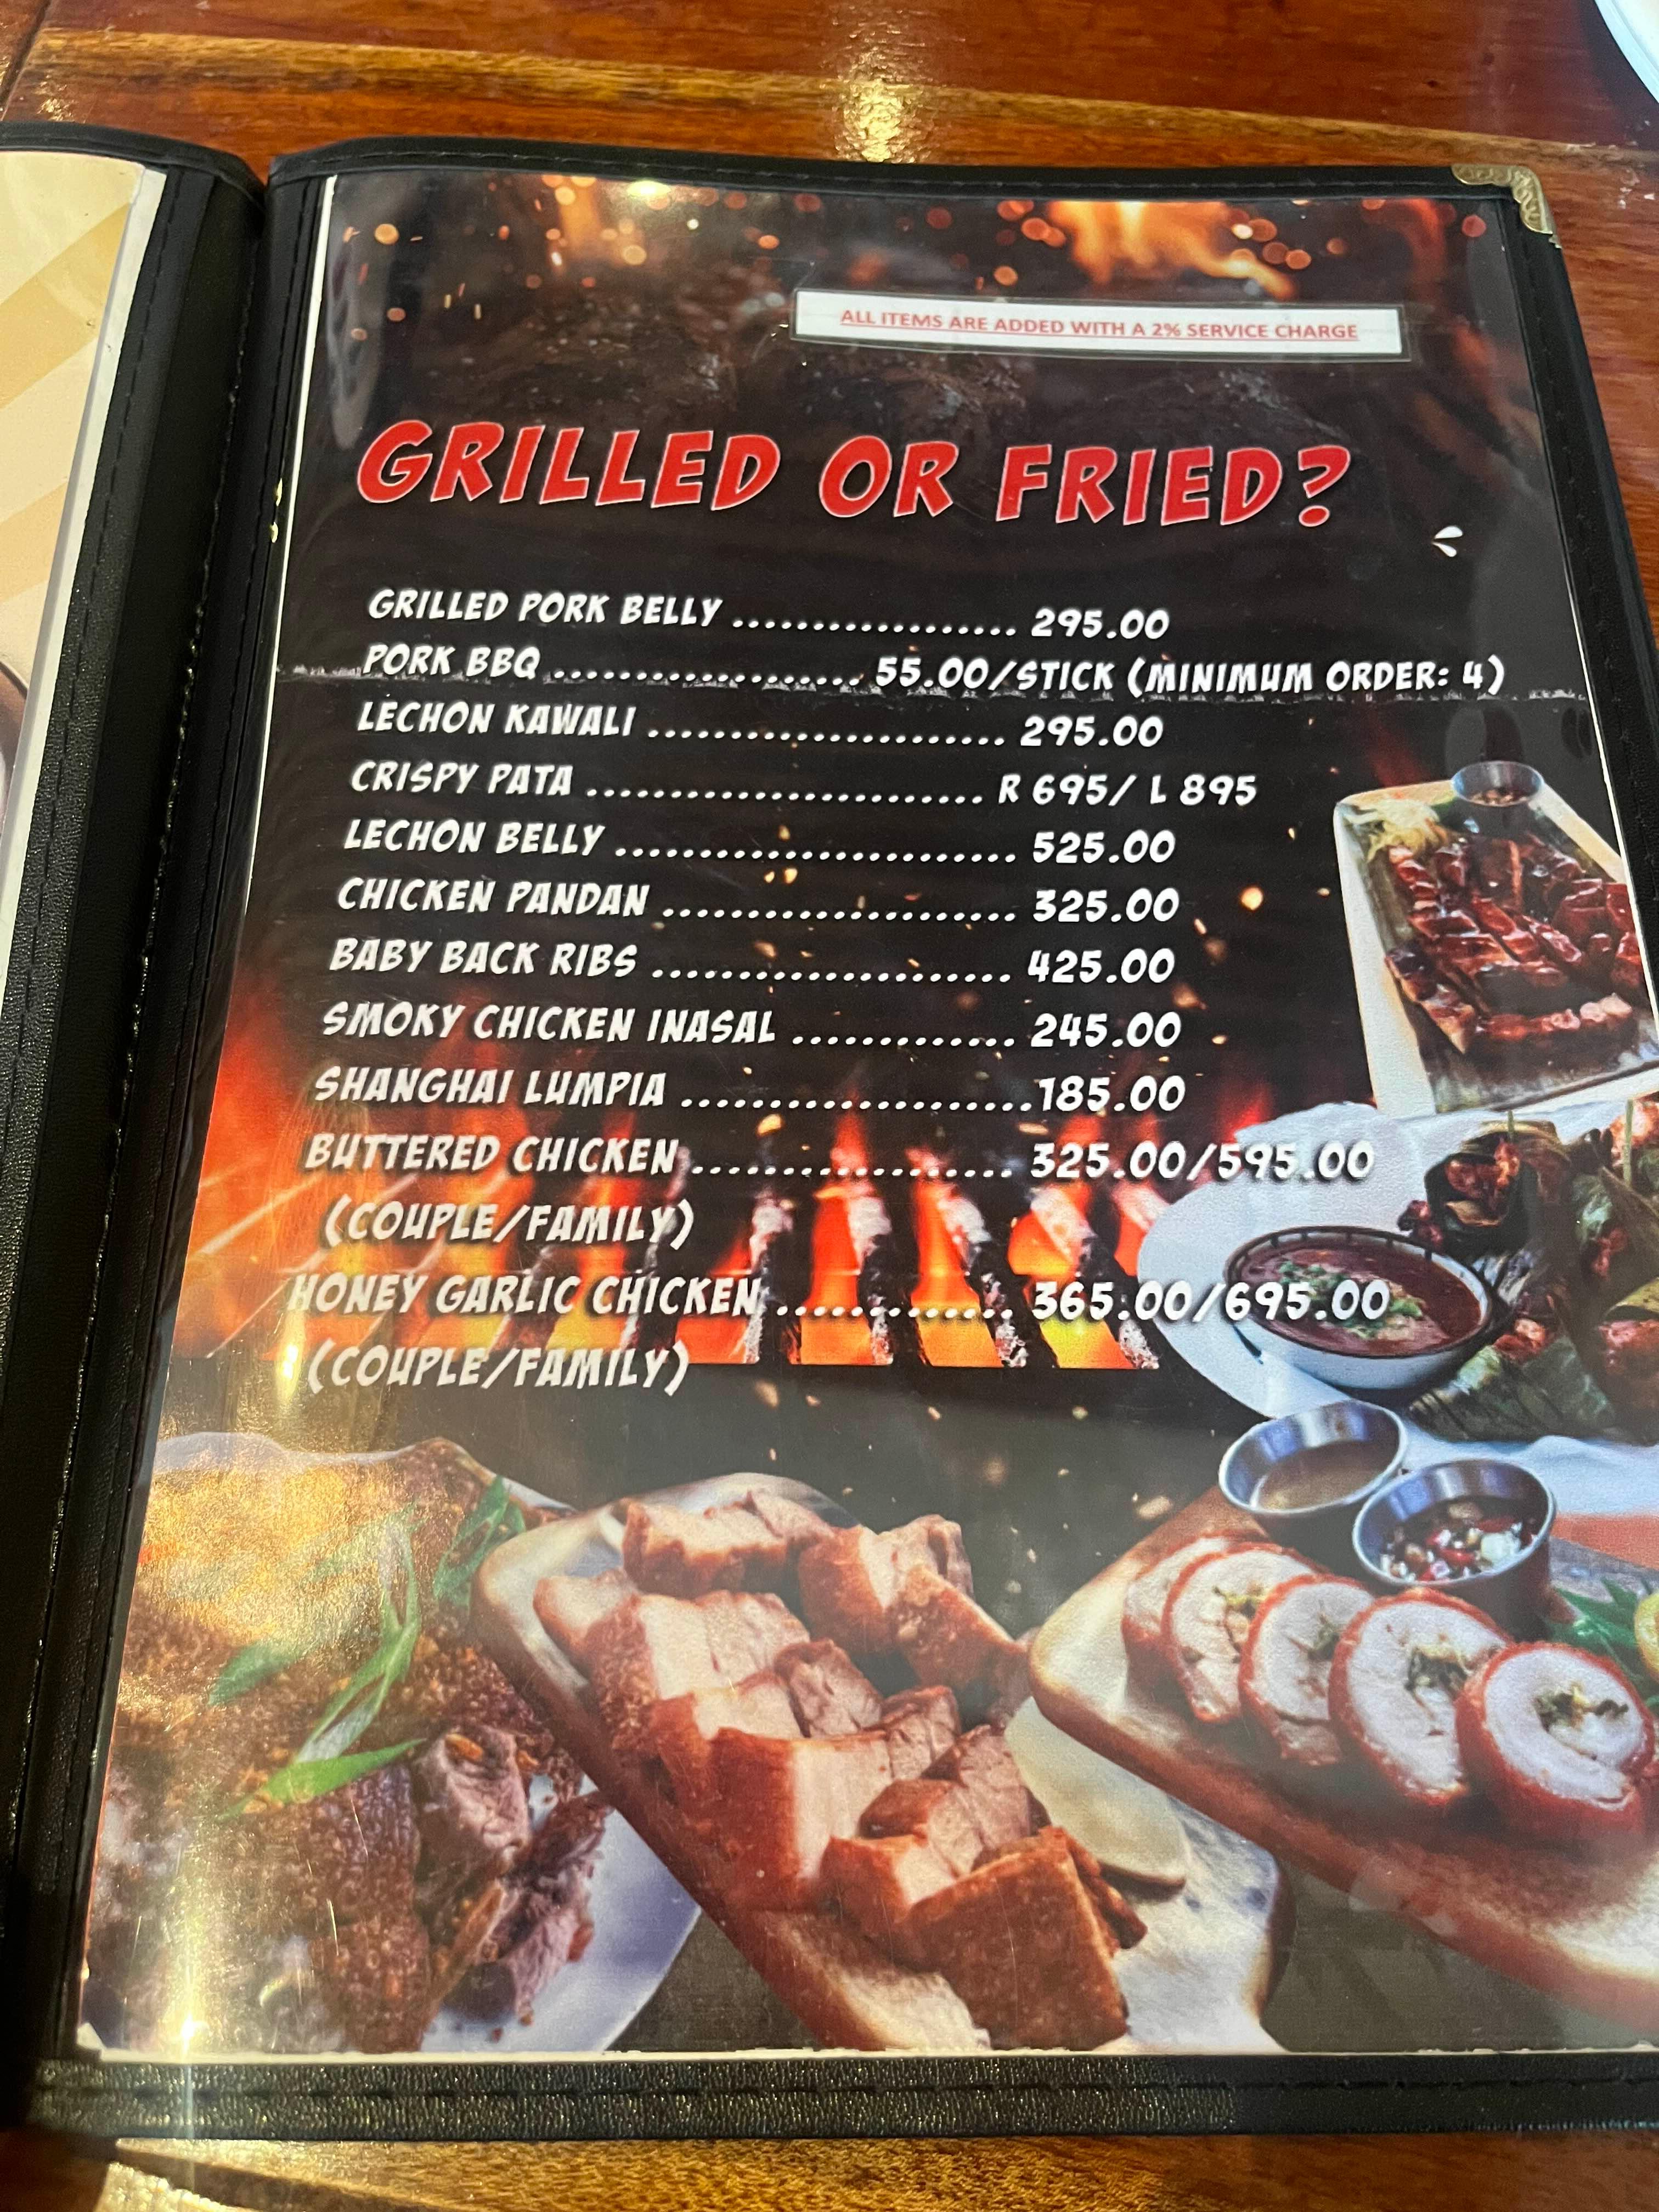 ALL ITEMS ARE ADDED WITH A 2% SERVICE CHARGE
GRILLED OR FRIED?
GRILLED PORK BELLY .................. 295.00
PORK BBQ .................... 55.00/STICK (MINIMUM ORDER: 4)
LECHON KAWALI ....................... 295.00
CRISPY PATA ......................... R 695/ L 895
LECHON BELLY ......................... 525.00
CHICKEN PANDAN ...................... 325.00
BABY BACK RIBS ....................... 425.00
SMOKY CHICKEN INASAL .............. 245.00
SHANGHAI LUMPIA ......................185.00
BUTTERED CHICKEN .................... 325.00/595.00
(COUPLE/FAMILY)
HONEY GARLIC CHICKEN .............. 365.00/695.00
(COUPLE/FAMILY)